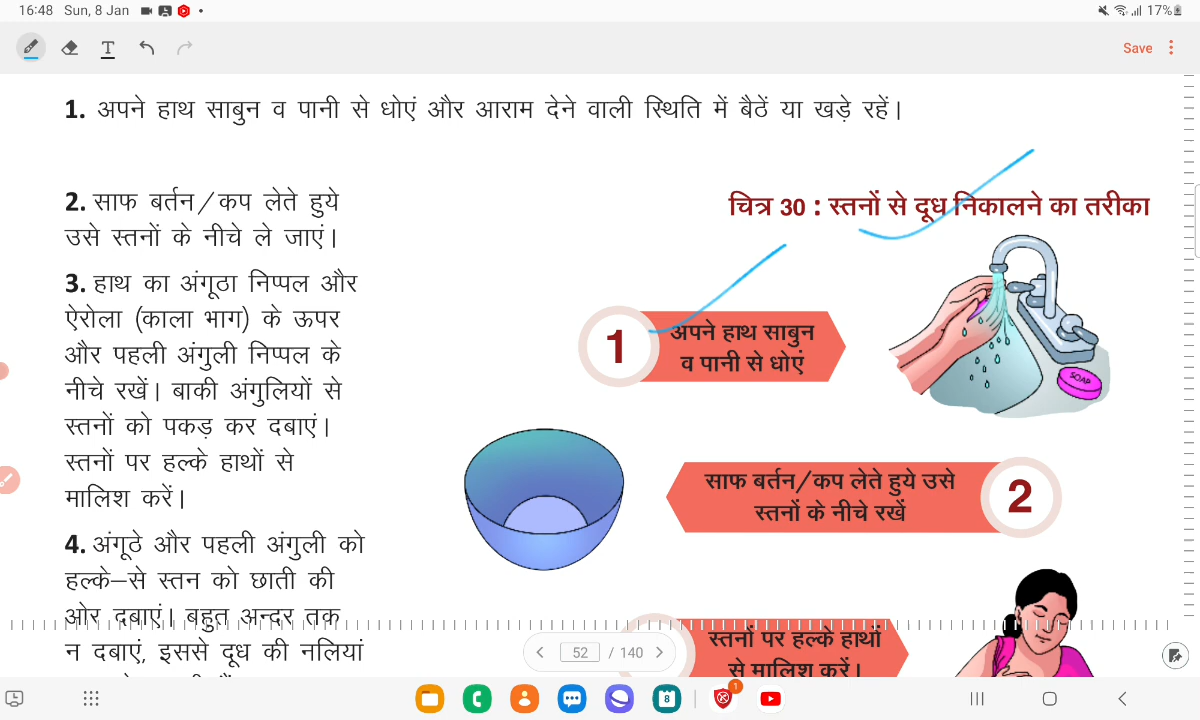 16:48 Sun, 8 Jan
17%
T
Save
1. अपने हाथ साबुन व पानी से धोएं और आराम देने वाली स्थिति में बैठें या खड़े रहें।
2. साफ बर्तन/कप लेते हुये
उसे स्तनों के नीचे ले जाएं।
3. हाथ का अंगूठा निप्पल और
ऐरोला (काला भाग) के ऊपर
और पहली अंगुली निप्पल के
नीचे रखें। बाकी अंगुलियों से
स्तनों को पकड़ कर दबाएं।
स्तनों पर हल्के हाथों से
मालिश करें।
4. अंगूठे और पहली अंगुली को
हल्के–से स्तन को छाती की
ओर दबाएं। बहुत अन्दर तक
न दबाएं, इससे दूध की नलियां
चित्र 30 : स्तनों से दूध निकालने का तरीका
1
अपने हाथ साबुन
व पानी से धोएं
SOAP
साफ बर्तन/कप लेते हुये उसे
स्तनों के नीचे रखें
2
स्तनों पर हल्के हाथों
से मालिश करें।
52 / 140
8
1